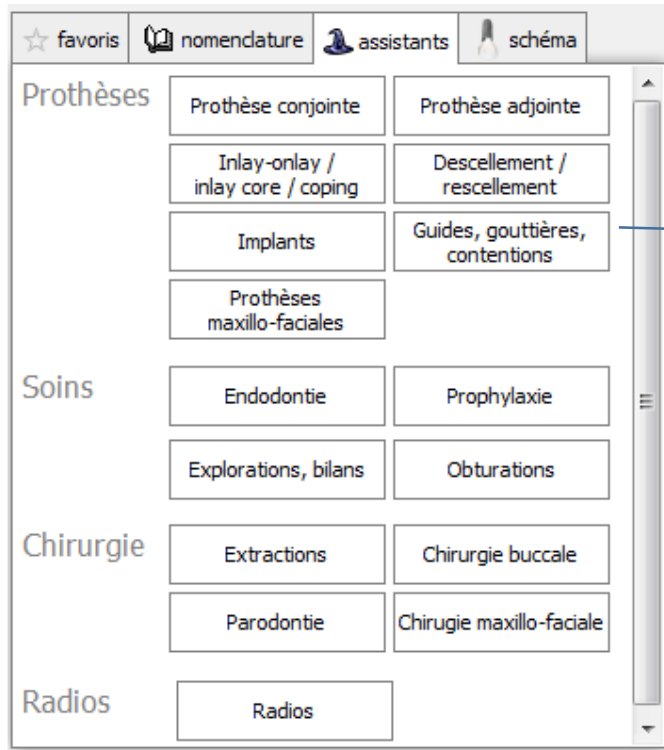 favoris nomenclature assistants schéma
Prothèses
Prothèse conjointe Prothèse adjointe
Inlay-onlay / Descellement /
inlay core / coping rescellement
Implants Guides, gouttières,
contentions
Prothèses
maxillo-faciales
Soins
Endodontie Prophylaxie
Explorations, bilans Obturations
Chirurgie
Extractions Chirurgie buccale
Parodontie Chirugie maxillo-faciale
Radios
Radios